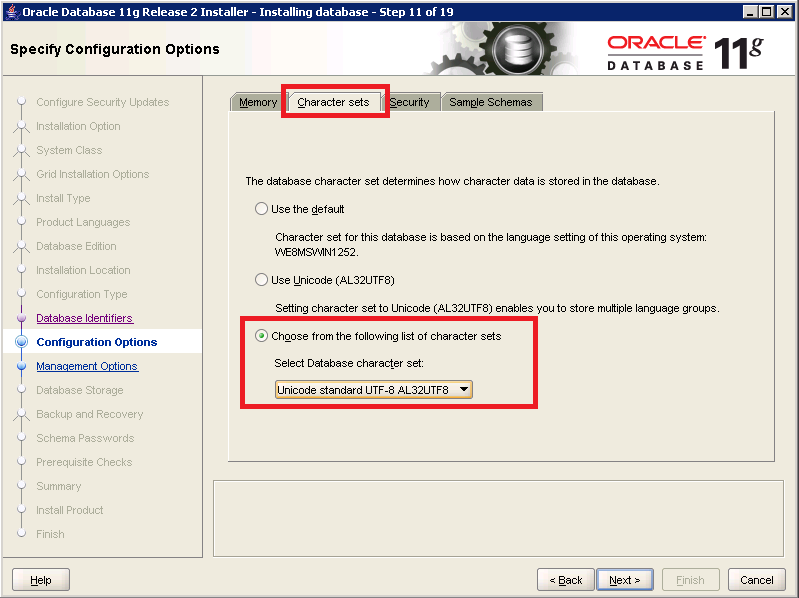 Oracle Database 11g Release 2 Installer - Installing database - Step 11 of 19
Specify Configuration Options
ORACLE®
DATABASE
11g
Configure Security Updates
Installation Option
System Class
Grid Installation Options
Install Type
Product Languages
Database Edition
Installation Location
Configuration Type
Database Identifiers
Configuration Options
Management Options
Database Storage
Backup and Recovery
Schema Passwords
Prerequisite Checks
Summary
Install Product
Finish
Memory
Character sets
Security
Sample Schemas
The database character set determines how character data is stored in the database.
Use the default
Character set for this database is based on the language setting of this operating system:
WE8MSWIN1252.
Use Unicode (AL32UTF8)
Setting character set to Unicode (AL32UTF8) enables you to store multiple language groups.
Choose from the following list of character sets
Select Database character set:
Unicode standard UTF-8 AL32UTF8
Help
< Back
Next >
Finish
Cancel